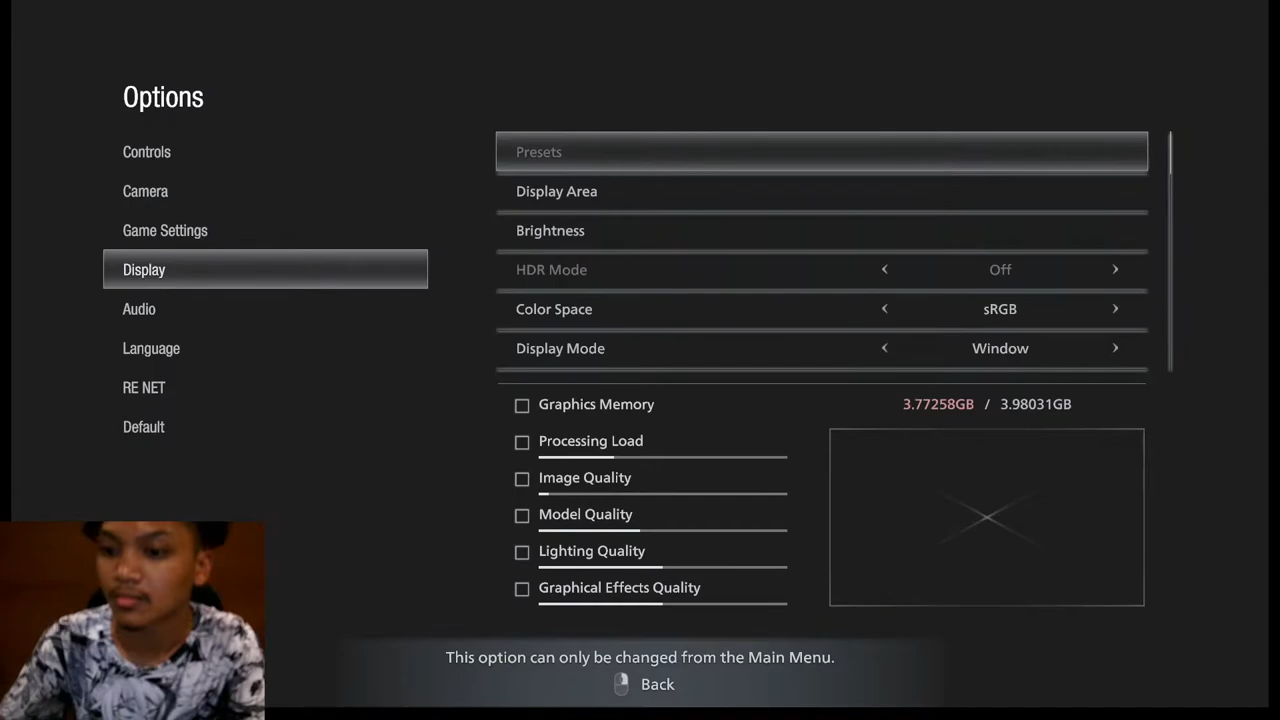 Options
Controls
Camera
Game Settings
Display
Audio
Language
RE NET
Default
Presets
Display Area
Brightness
HDR Mode < Off >
Color Space < sRGB >
Display Mode < Window >
Graphics Memory 3.77258GB / 3.98031GB
Processing Load
Image Quality
Model Quality
Lighting Quality
Graphical Effects Quality
This option can only be changed from the Main Menu.
Back